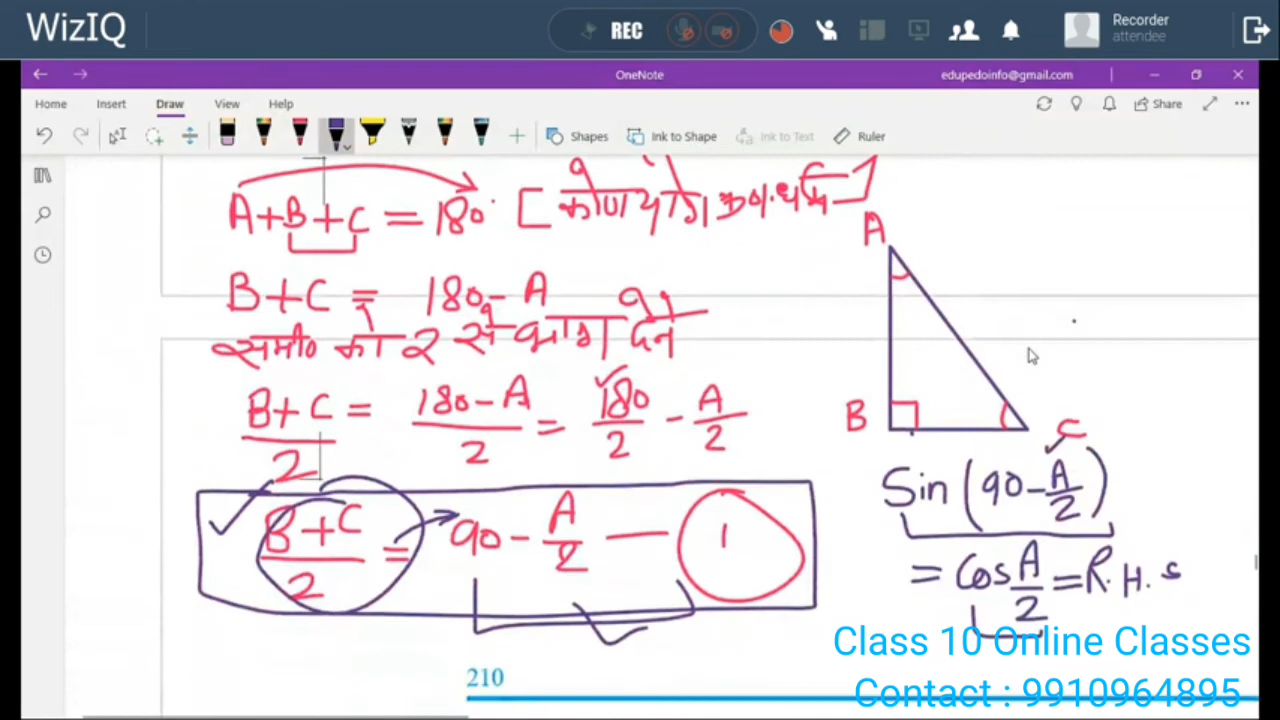 WizIQ
REC
Recorder
attendee
OneNote
edupedoinfo@gmail.com
Home Insert Draw View Help
Share
Shapes Ink to Shape Ink to Text Ruler
A+B+C = 180° [
A
B+C = 180-A
2
B+C/2 = 180-A/2 = 180/2 - A/2
B
C
B+C/2 = 90 - A/2 — 1
Sin (90 - A/2)
= Cos A/2 = R.H.S
210
Class 10 Online Classes
Contact : 9910964895